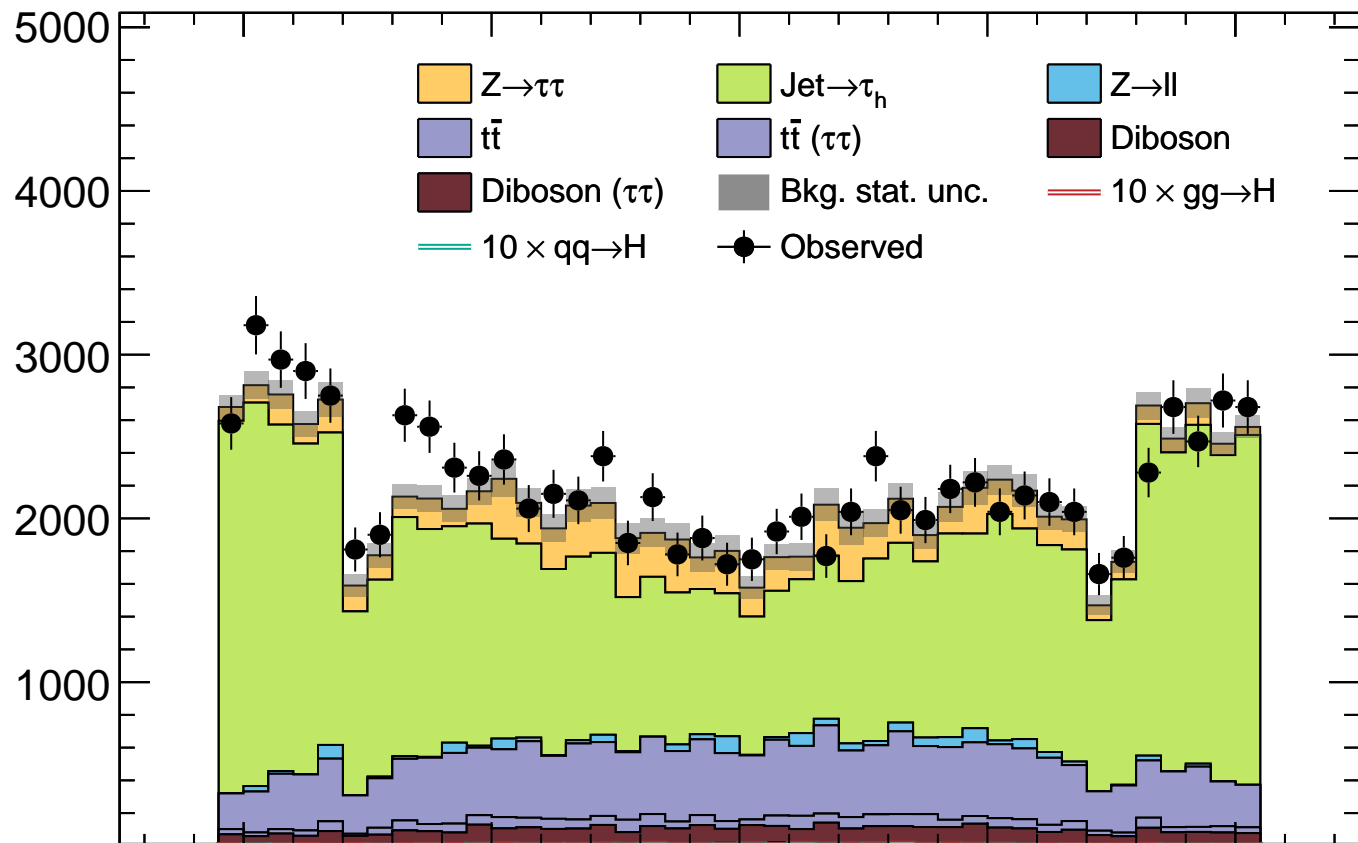 5000
Z→ττ Jet→τh Z→ll
tt̄ tt̄ (ττ) Diboson
4000 Diboson (ττ) Bkg. stat. unc. 10 × gg→H
10 × qq→H Observed
3000
2000
1000